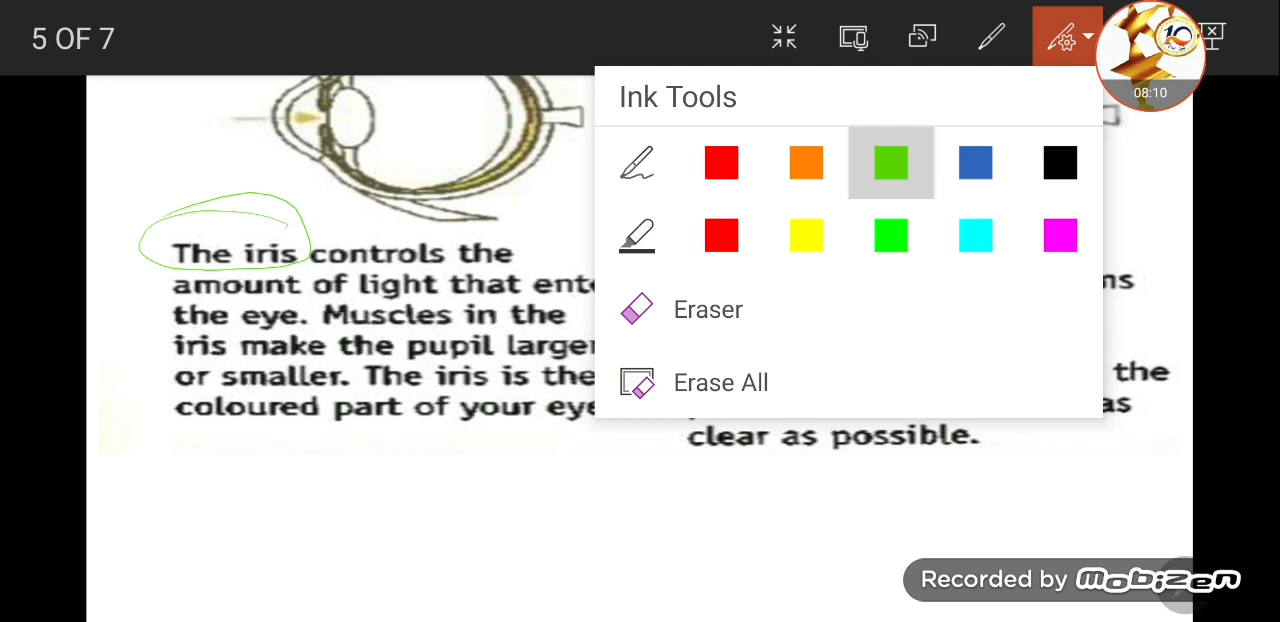 5 OF 7
10
08:10
Ink Tools
Eraser
Erase All
The iris controls the
amount of light that ente
the eye. Muscles in the
iris make the pupil larger
or smaller. The iris is the
coloured part of your eye
ns
the
as
clear as possible.
Recorded by Mobizen